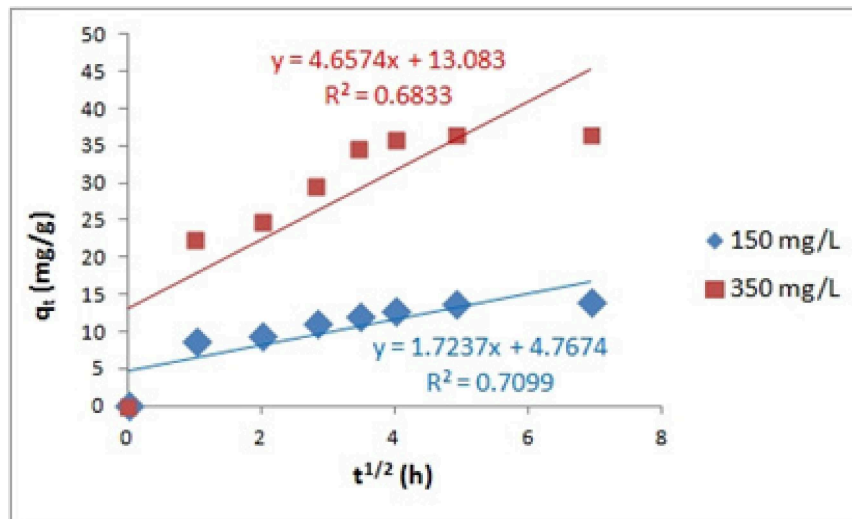 50
45
40
35
30
25
20
15
10
5
0
qₜ (mg/g)
y = 4.6574x + 13.083
R² = 0.6833
y = 1.7237x + 4.7674
R² = 0.7099
150 mg/L
350 mg/L
0 2 4 6 8
t¹/² (h)